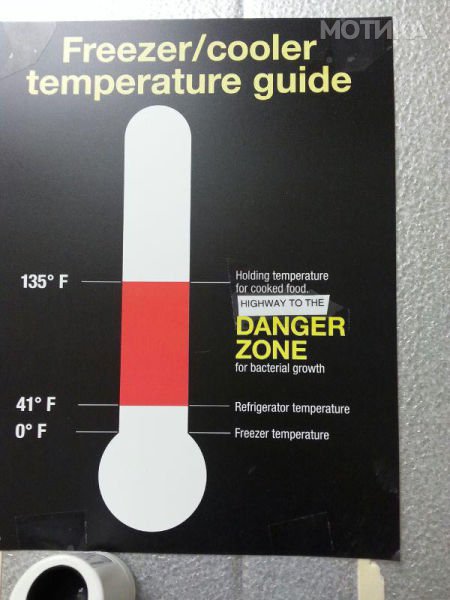 МОТИКА
Freezer/cooler
temperature guide
135° F
Holding temperature
for cooked food.
HIGHWAY TO THE
DANGER
ZONE
for bacterial growth
41° F
Refrigerator temperature
0° F
Freezer temperature